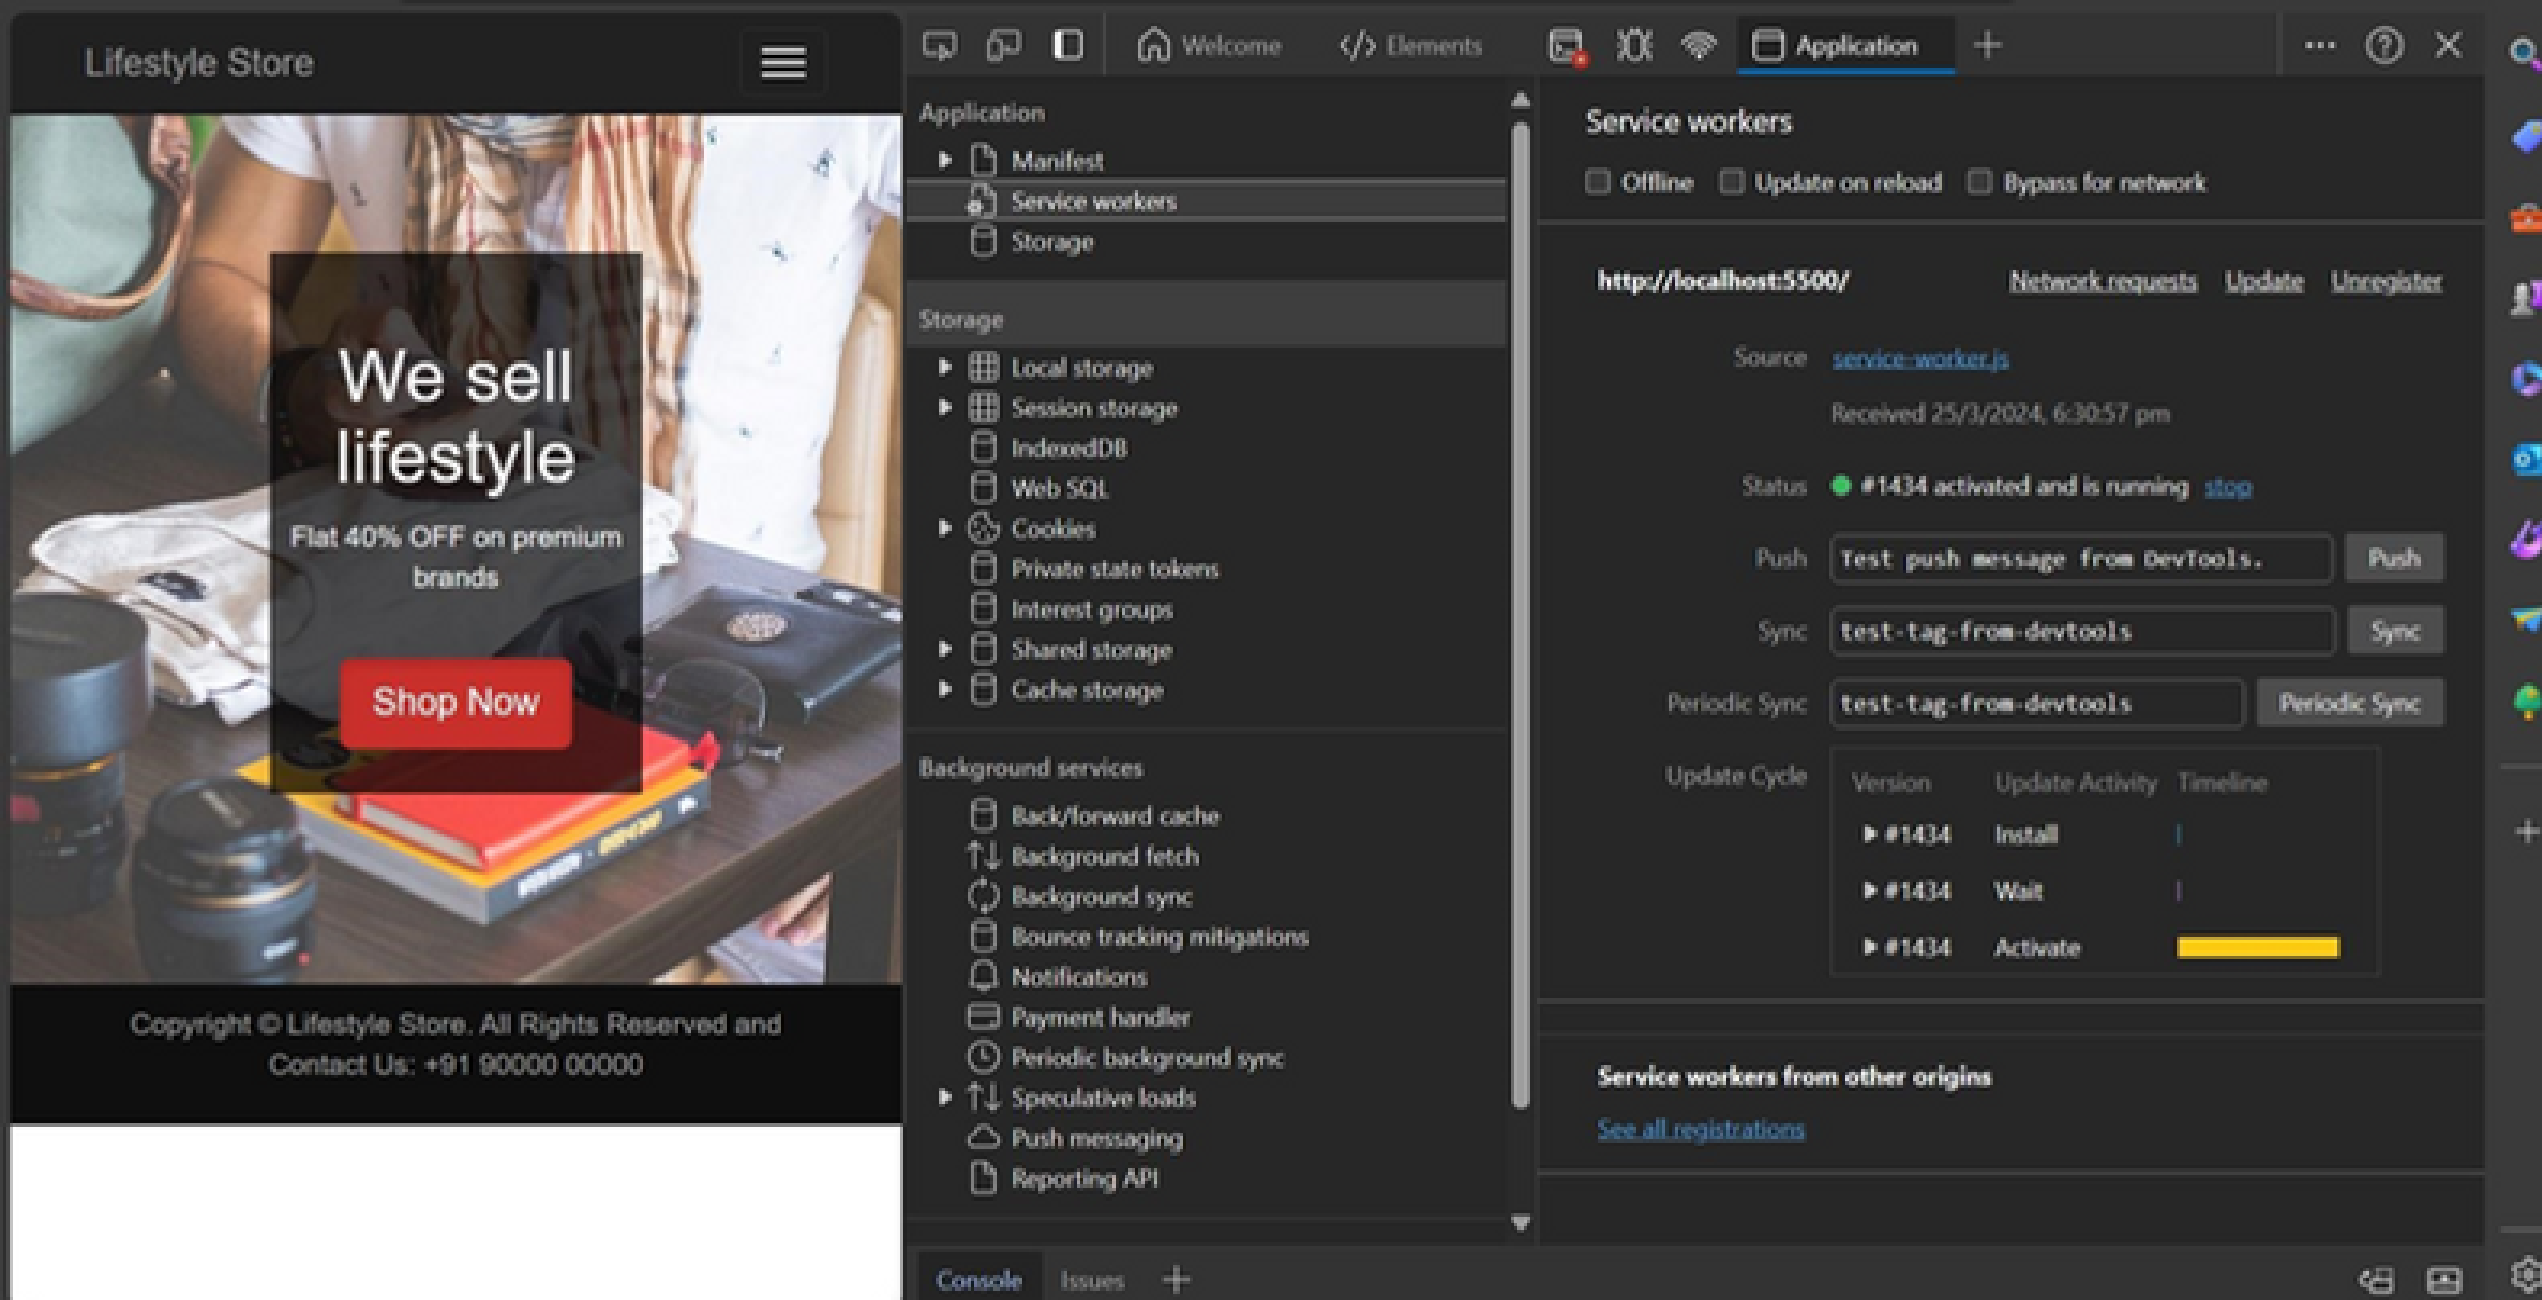 Lifestyle Store
We sell
lifestyle
Flat 40% OFF on premium
brands
Shop Now
Copyright © Lifestyle Store. All Rights Reserved and
Contact Us: +91 90000 00000
Welcome
Elements
Application
Application
Manifest
Service workers
Storage
Storage
Local storage
Session storage
IndexedDB
Web SQL
Cookies
Private state tokens
Interest groups
Shared storage
Cache storage
Background services
Back/forward cache
Background fetch
Background sync
Bounce tracking mitigations
Notifications
Payment handler
Periodic background sync
Speculative loads
Push messaging
Reporting API
Service workers
Offline Update on reload Bypass for network
http://localhost:5500/ Network requests Update Unregister
Source service-worker.js
Received 25/3/2024, 6:30:57 pm
Status #1434 activated and is running stop
Push Test push message from DevTools. Push
Sync test-tag-from-devtools Sync
Periodic Sync test-tag-from-devtools Periodic Sync
Update Cycle
Version Update Activity Timeline
#1434 Install
#1434 Wait
#1434 Activate
Service workers from other origins
See all registrations
Console Issues